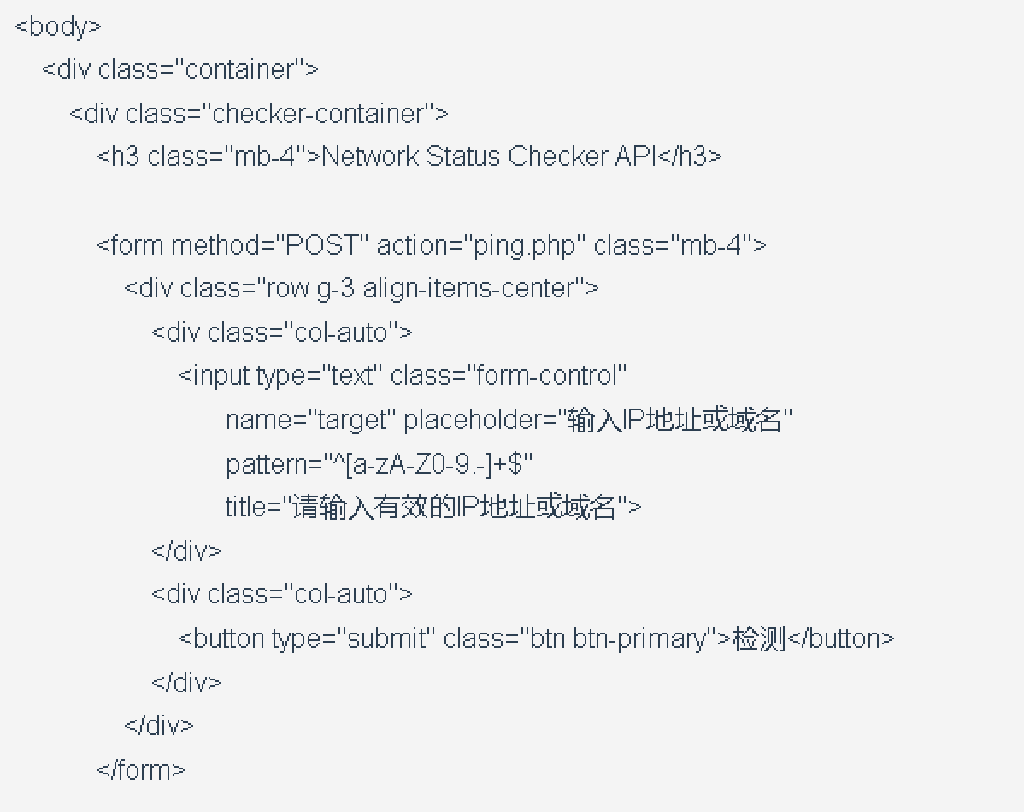 <body>
<div class="container">
<div class="checker-container">
<h3 class="mb-4">Network Status Checker API</h3>
<form method="POST" action="ping.php" class="mb-4">
<div class="row g-3 align-items-center">
<div class="col-auto">
<input type="text" class="form-control"
name="target" placeholder="输入IP地址或域名"
pattern="^[a-zA-Z0-9.-]+$"
title="请输入有效的IP地址或域名">
</div>
<div class="col-auto">
<button type="submit" class="btn btn-primary">检测</button>
</div>
</div>
</form>